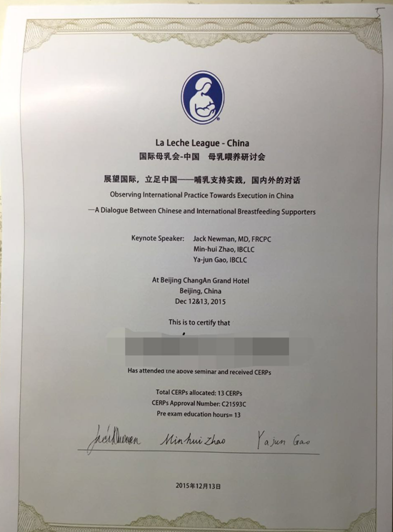 La Leche League - China
国际母乳会-中国 母乳喂养研讨会
展望国际，立足中国——哺乳支持实践，国内外的对话
Observing International Practice Towards Execution in China
—A Dialogue Between Chinese and International Breastfeeding Supporters
Keynote Speaker: Jack Newman, MD, FRCPC
Min-hui Zhao, IBCLC
Ya-jun Gao, IBCLC
At Beijing ChangAn Grand Hotel
Beijing, China
Dec 12&13, 2015
This is to certify that
Has attended the above seminar and received CERPs
Total CERPs allocated: 13 CERPs
CERPs Approval Number: C21593C
Pre exam education hours= 13
Jack Newman Minhui Zhao Yajun Gao
2015年12月13日